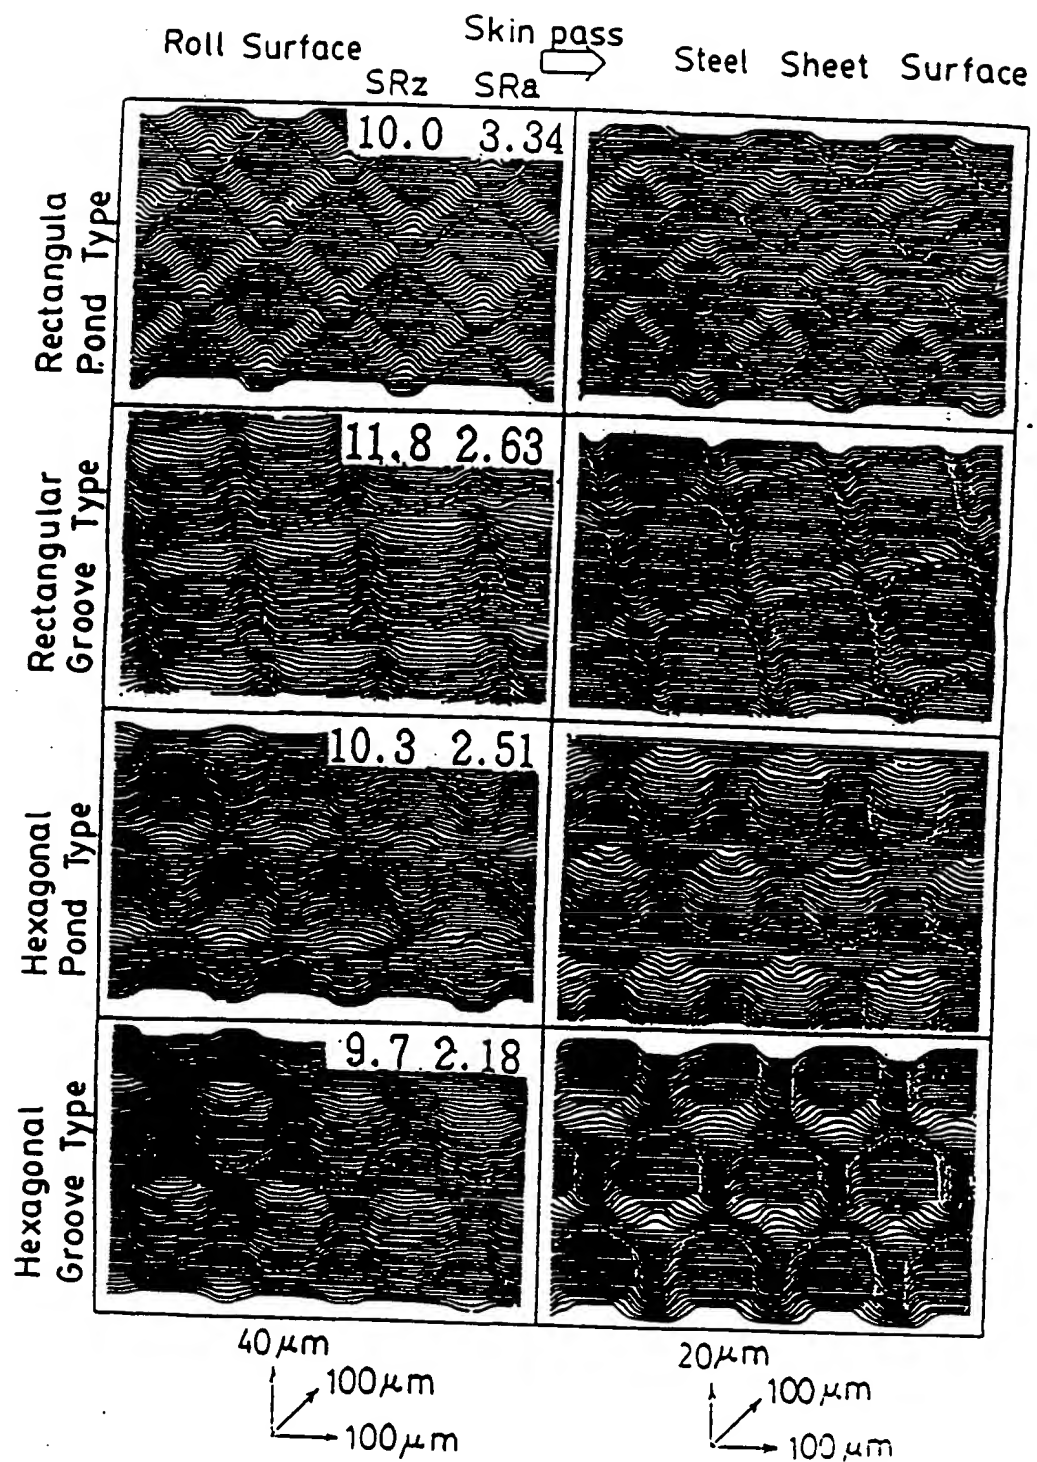 Roll Surface
Skin pass
Steel Sheet Surface
SRz SRa
Rectangula
Pond Type
10.0 3.34
Rectangular
Groove Type
11.8 2.63
Hexagonal
Pond Type
10.3 2.51
Hexagonal
Groove Type
9.7 2.18
40μm
100μm
100μm
20μm
100μm
100μm